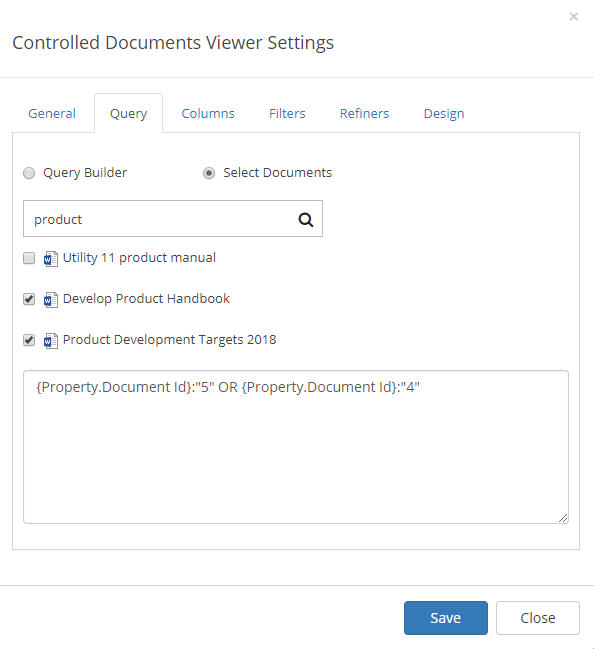 ×
Controlled Documents Viewer Settings
General Query Columns Filters Refiners Design
Query Builder Select Documents
product
Utility 11 product manual
Develop Product Handbook
Product Development Targets 2018
{Property.Document Id}:"5" OR {Property.Document Id}:"4"
Save Close